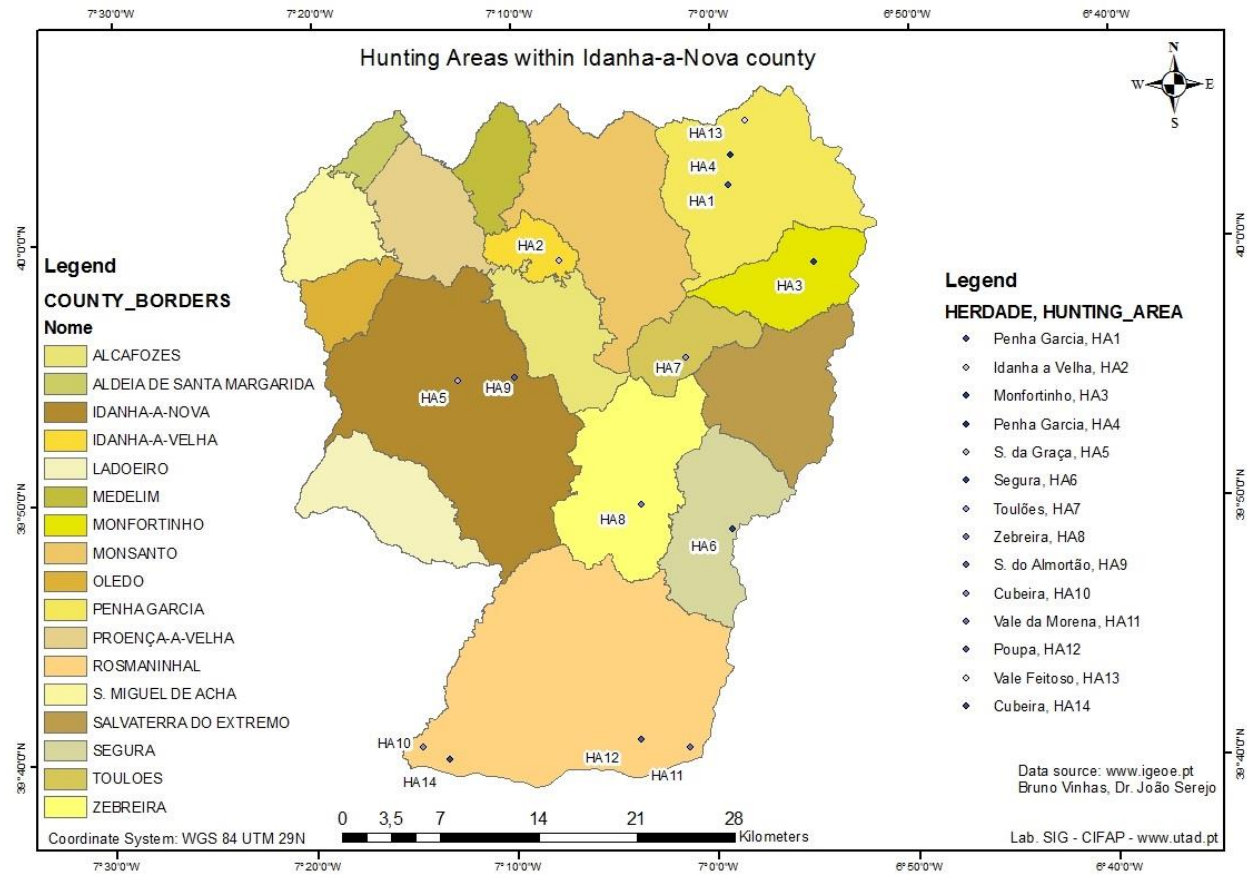 7°30'0"W 7°20'0"W 7°10'0"W 7°0'0"W 6°50'0"W 6°40'0"W
Hunting Areas within Idanha-a-Nova county
N
W E
S
HA13
HA4
HA1
HA2
HA3
HA7
HA9
HA5
HA8
HA6
HA10
HA12
HA11
HA14
40°0'0"N
39°50'0"N
39°40'0"N
40°0'0"N
39°50'0"N
39°40'0"N
Legend
COUNTY_BORDERS
Nome
ALCAFOZES
ALDEIA DE SANTA MARGARIDA
IDANHA-A-NOVA
IDANHA-A-VELHA
LADOEIRO
MEDELIM
MONFORTINHO
MONSANTO
OLEDO
PENHA GARCIA
PROENÇA-A-VELHA
ROSMANINHAL
S. MIGUEL DE ACHA
SALVATERRA DO EXTREMO
SEGURA
TOULOES
ZEBREIRA
Legend
HERDADE, HUNTING_AREA
Penha Garcia, HA1
Idanha a Velha, HA2
Monfortinho, HA3
Penha Garcia, HA4
S. da Graça, HA5
Segura, HA6
Toulões, HA7
Zebreira, HA8
S. do Almortão, HA9
Cubeira, HA10
Vale da Morena, HA11
Poupa, HA12
Vale Feitoso, HA13
Cubeira, HA14
Data source: www.igeoe.pt
Bruno Vinhas, Dr. João Serejo
0 3,5 7 14 21 28
Kilometers
Coordinate System: WGS 84 UTM 29N
Lab. SIG - CIFAP - www.utad.pt
7°30'0"W 7°20'0"W 7°10'0"W 7°0'0"W 6°50'0"W 6°40'0"W